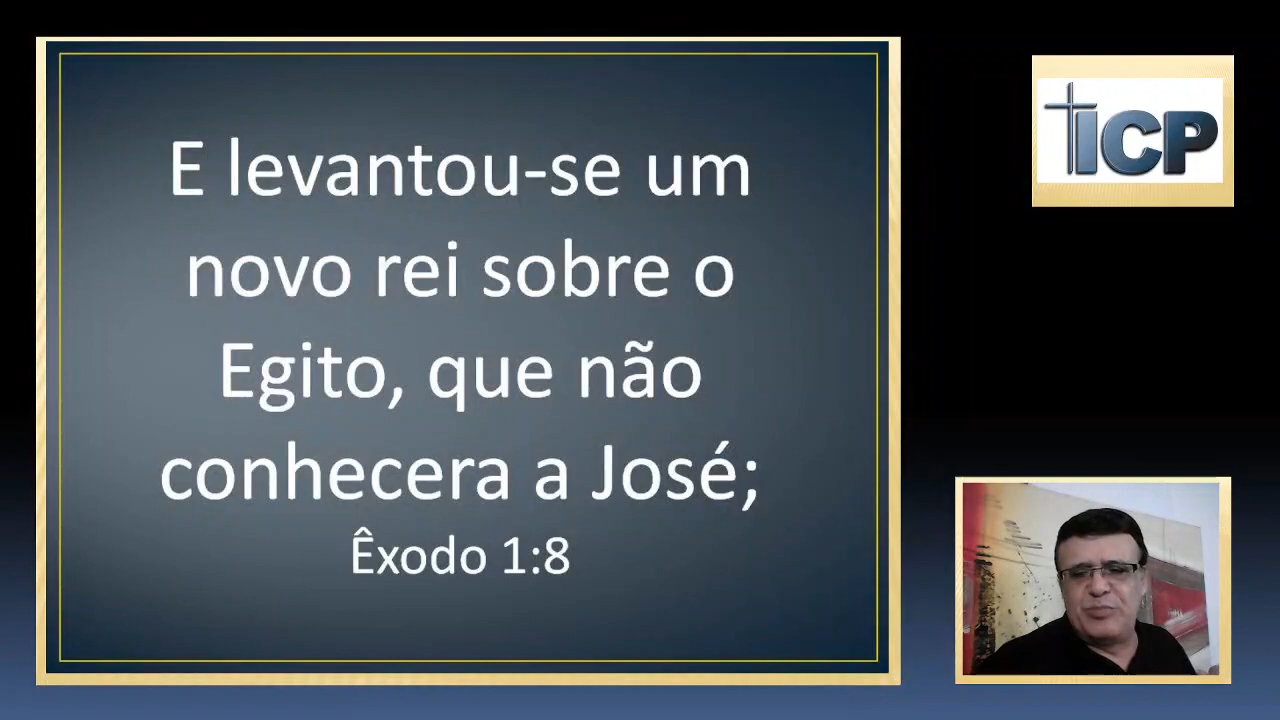 E levantou-se um
novo rei sobre o
Egito, que não
conhecera a José;
Êxodo 1:8
ICP